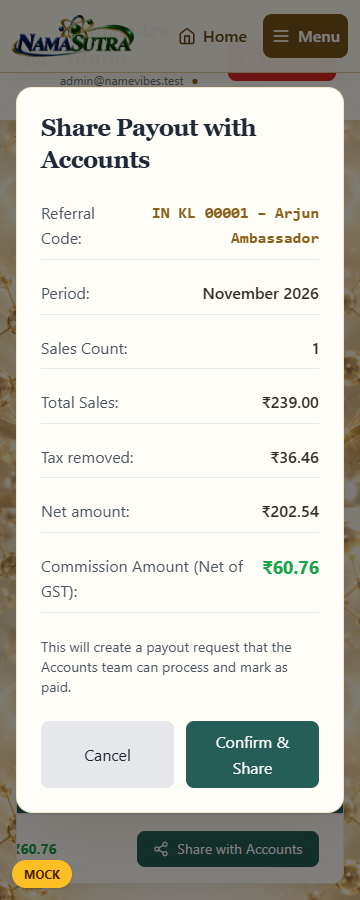 NAMASUTRA
Home
Menu
admin@namevibes.test
Share Payout with
Accounts
Referral
Code:
IN KL 00001 – Arjun
Ambassador
Period:
November 2026
Sales Count:
1
Total Sales:
₹239.00
Tax removed:
₹36.46
Net amount:
₹202.54
Commission Amount (Net of
GST):
₹60.76
This will create a payout request that the
Accounts team can process and mark as
paid.
Cancel
Confirm &
Share
₹60.76
Share with Accounts
MOCK